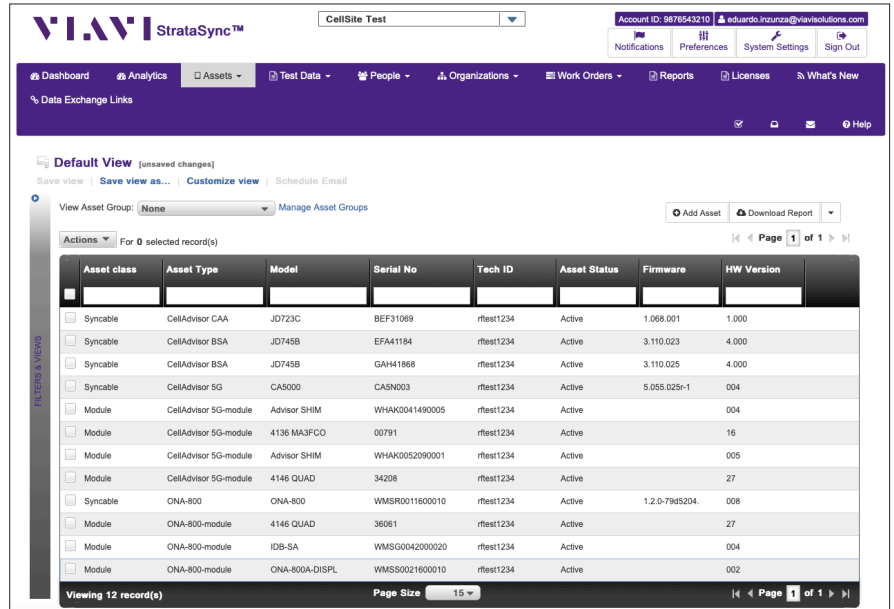 VIAVI StrataSync™
CellSite Test
Account ID: 9876543210 eduardo.inzunza@viavisolutions.com
Notifications Preferences System Settings Sign Out
Dashboard Analytics Assets Test Data People Organizations Work Orders Reports Licenses What's New
Data Exchange Links
Help
Default View [unsaved changes]
Save view | Save view as... | Customize view | Schedule Email
View Asset Group: None Manage Asset Groups
Add Asset Download Report
Actions For 0 selected record(s) Page 1 of 1
Asset class Asset Type Model Serial No Tech ID Asset Status Firmware HW Version
Syncable CellAdvisor CAA JD723C BEF31069 rftest1234 Active 1.068.001 1.000
Syncable CellAdvisor BSA JD745B EFA41184 rftest1234 Active 3.110.023 4.000
Syncable CellAdvisor BSA JD745B GAH41868 rftest1234 Active 3.110.025 4.000
Syncable CellAdvisor 5G CA5000 CA5N003 rftest1234 Active 5.055.025r-1 004
Module CellAdvisor 5G-module Advisor SHIM WHAK0041490005 rftest1234 Active 004
Module CellAdvisor 5G-module 4136 MA3FCO 00791 rftest1234 Active 16
Module CellAdvisor 5G-module Advisor SHIM WHAK0052090001 rftest1234 Active 005
Module CellAdvisor 5G-module 4146 QUAD 34208 rftest1234 Active 27
Syncable ONA-800 ONA-800 WMSR0011600010 rftest1234 Active 1.2.0-79d5204. 008
Module ONA-800-module 4146 QUAD 36061 rftest1234 Active 27
Module ONA-800-module IDB-SA WMSG0042000020 rftest1234 Active 004
Module ONA-800-module ONA-800A-DISPL WMSS0021600010 rftest1234 Active 002
FILTERS & VIEWS
Viewing 12 record(s) Page Size 15 Page 1 of 1